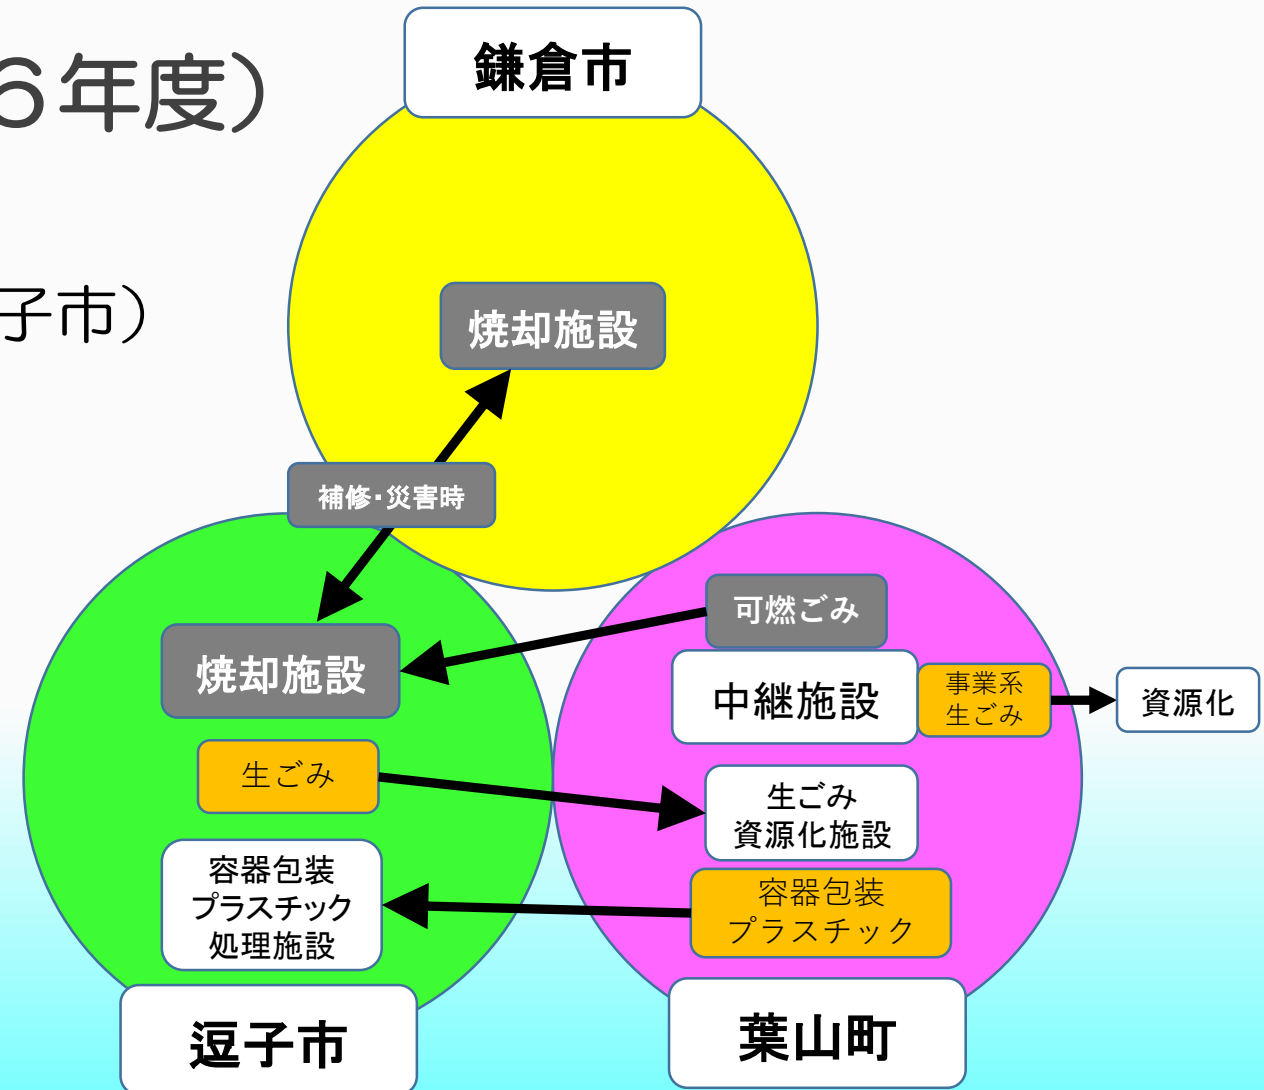 ６年度）
子市）
鎌倉市
焼却施設
補修・災害時
可燃ごみ
焼却施設
中継施設
事業系
生ごみ
資源化
生ごみ
生ごみ
資源化施設
容器包装
プラスチック
処理施設
容器包装
プラスチック
逗子市
葉山町